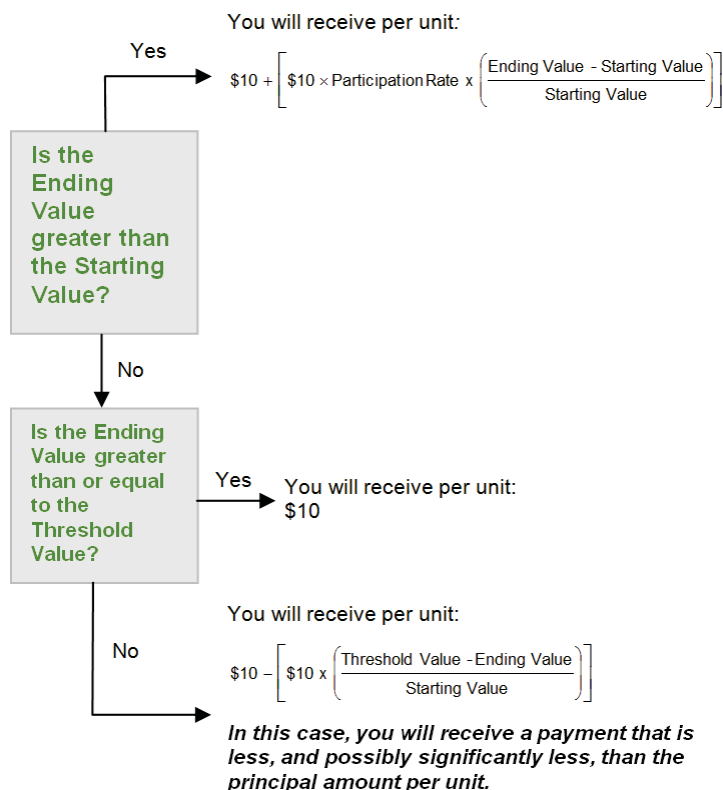 You will receive per unit:
Yes
$10 + [ $10 × Participation Rate x ( Ending Value - Starting Value
Starting Value ) ]
Is the
Ending
Value
greater than
the Starting
Value?
No
Is the Ending
Value greater
than or equal
to the
Threshold
Value?
Yes
You will receive per unit:
$10
No
You will receive per unit:
$10 – [ $10 x ( Threshold Value - Ending Value
Starting Value ) ]
In this case, you will receive a payment that is
less, and possibly significantly less, than the
principal amount per unit.